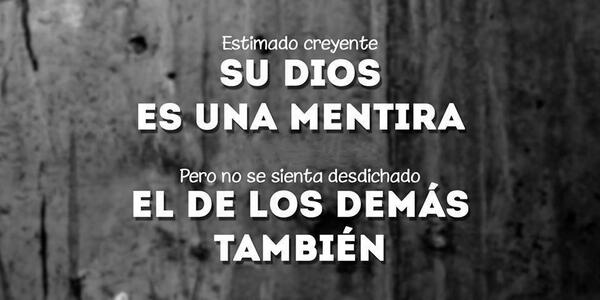 Estimado creyente
SU DIOS
ES UNA MENTIRA
Pero no se sienta desdichado
EL DE LOS DEMÁS
TAMBIÉN